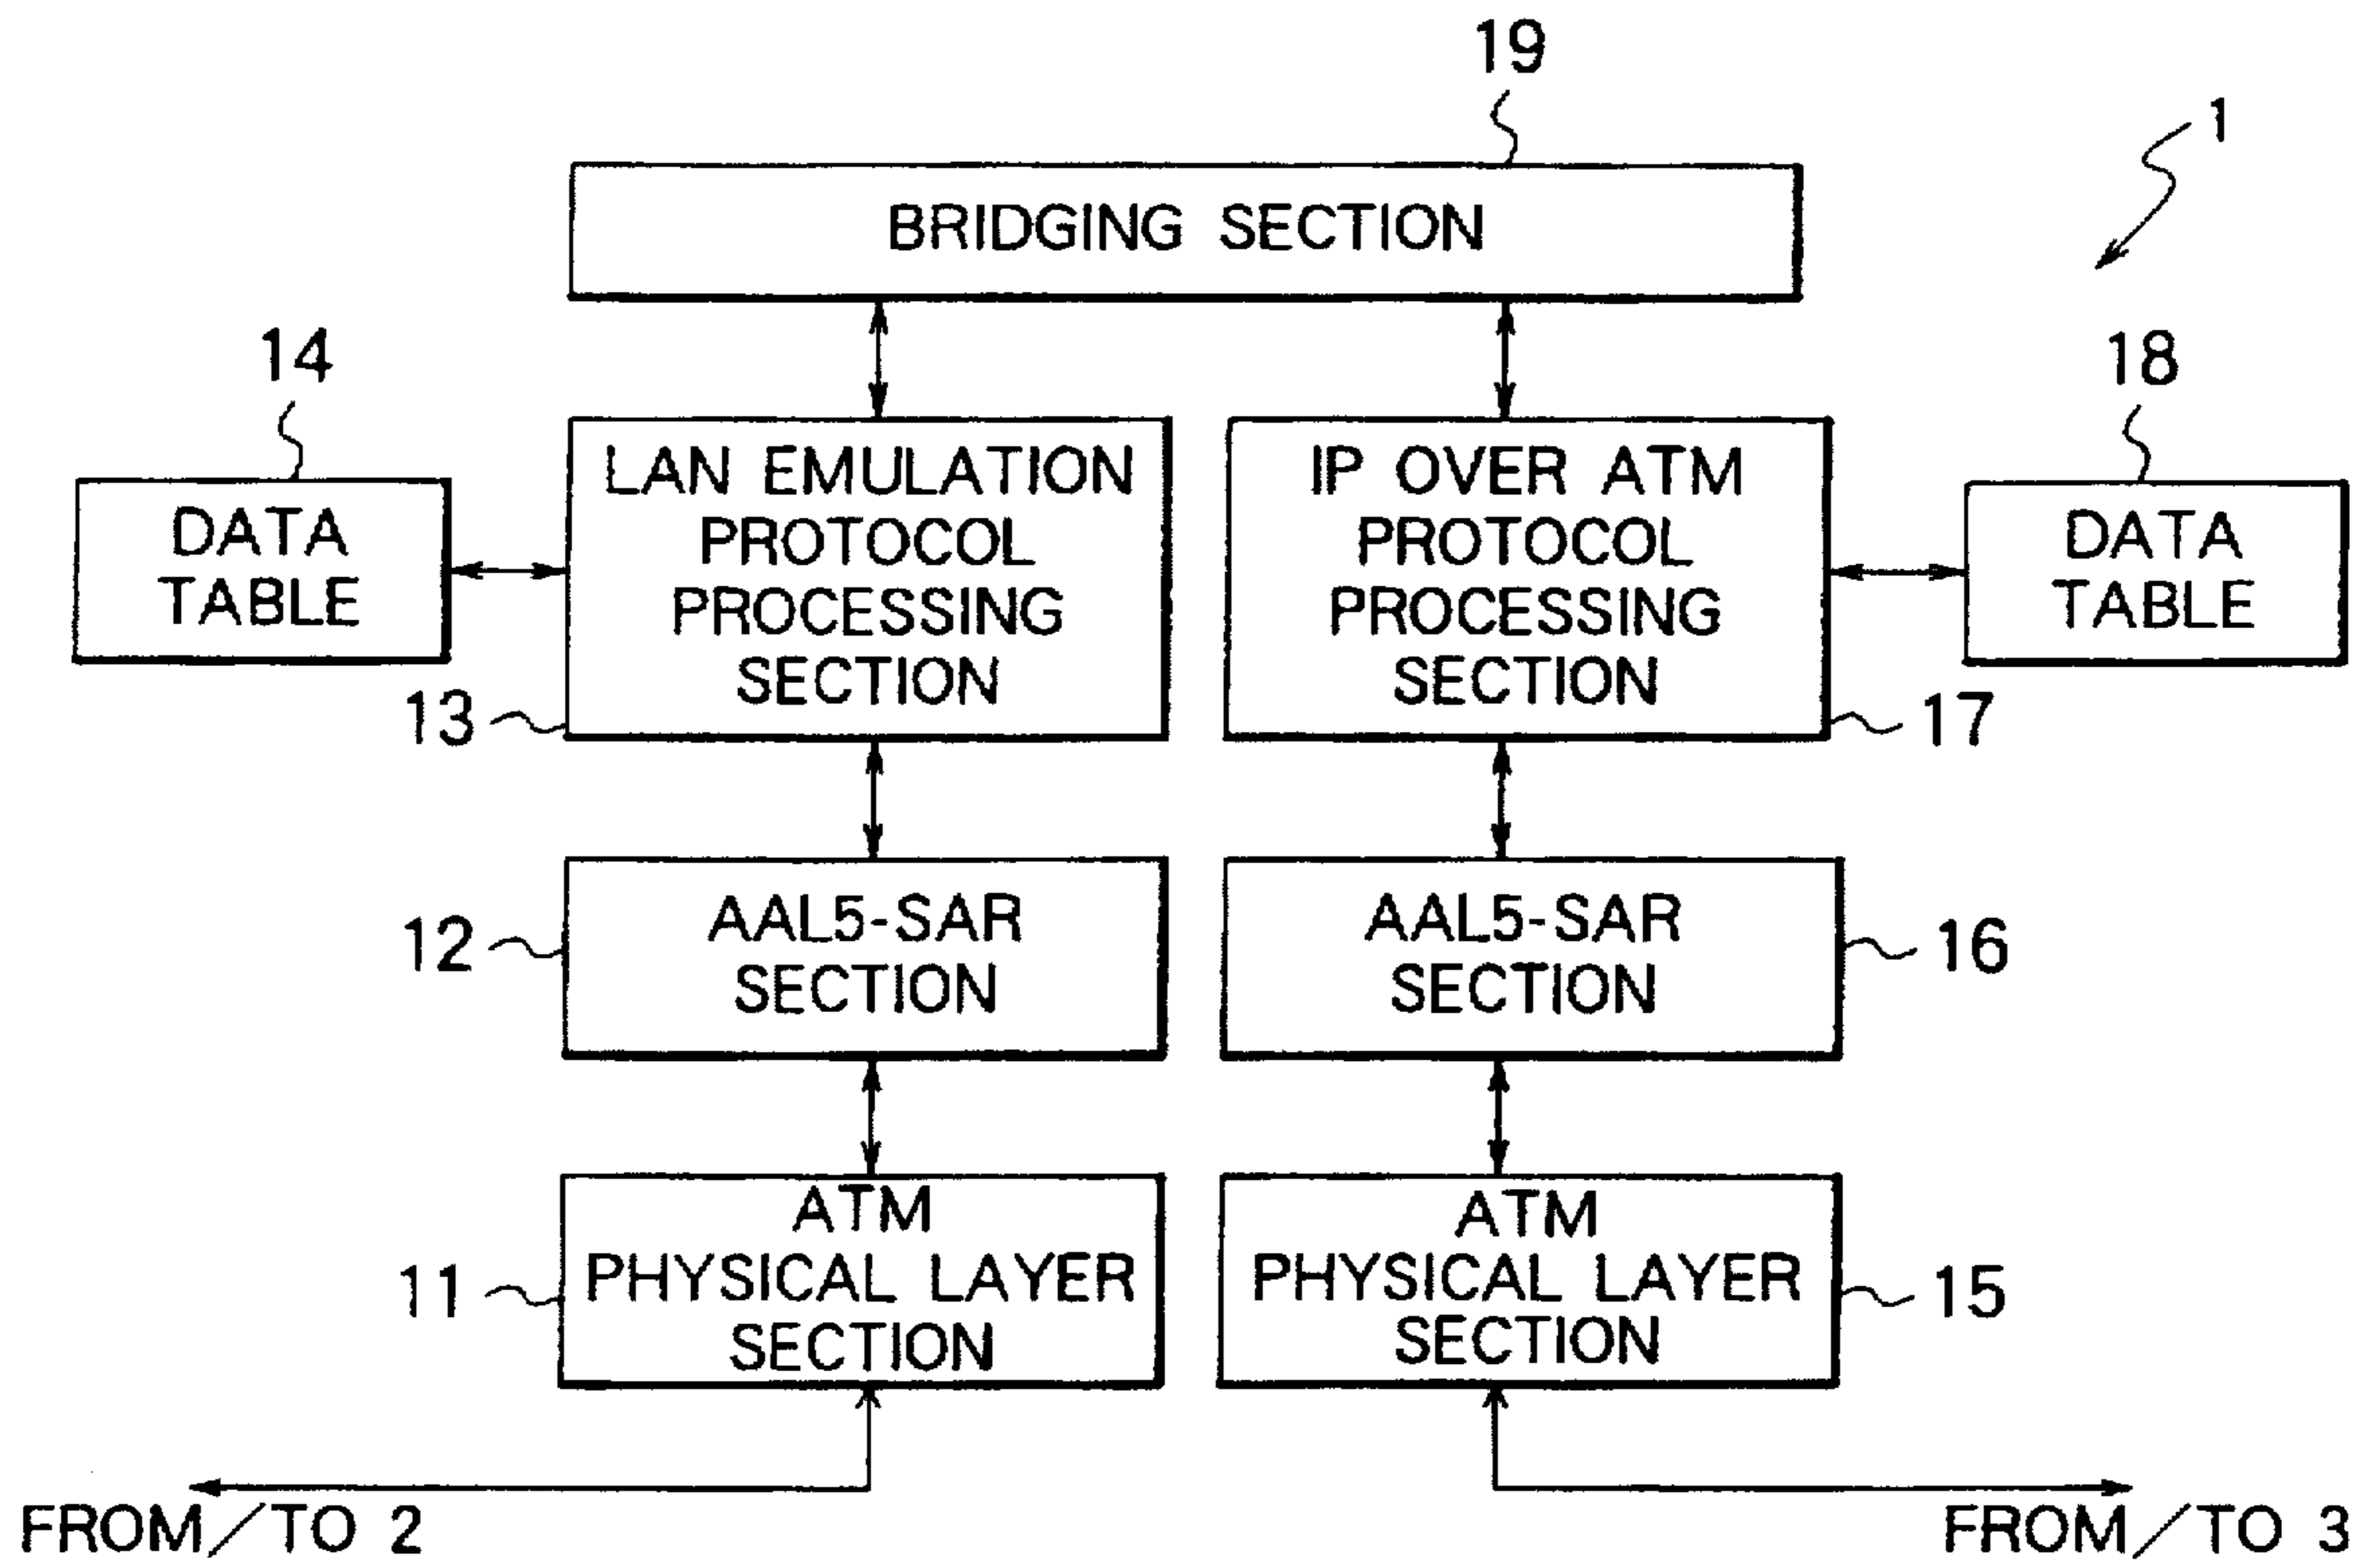 19
1
BRIDGING SECTION
14
18
LAN EMULATION
PROTOCOL
PROCESSING
SECTION
IP OVER ATM
PROTOCOL
PROCESSING
SECTION
DATA
TABLE
DATA
TABLE
13
17
AAL5-SAR
SECTION
AAL5-SAR
SECTION
12
16
ATM
PHYSICAL LAYER
SECTION
ATM
PHYSICAL LAYER
SECTION
11
15
FROM/TO 2
FROM/TO 3